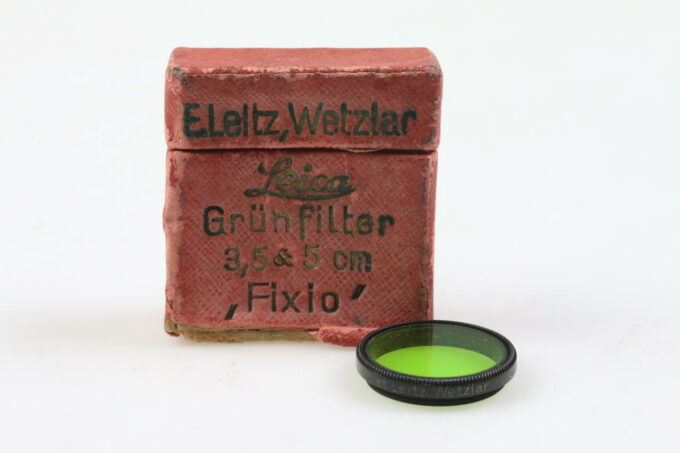 E.Leitz, Wetzlar
Leica
Grünfilter
3,5 & 5 cm
„Fixio"
Leitz Wetzlar